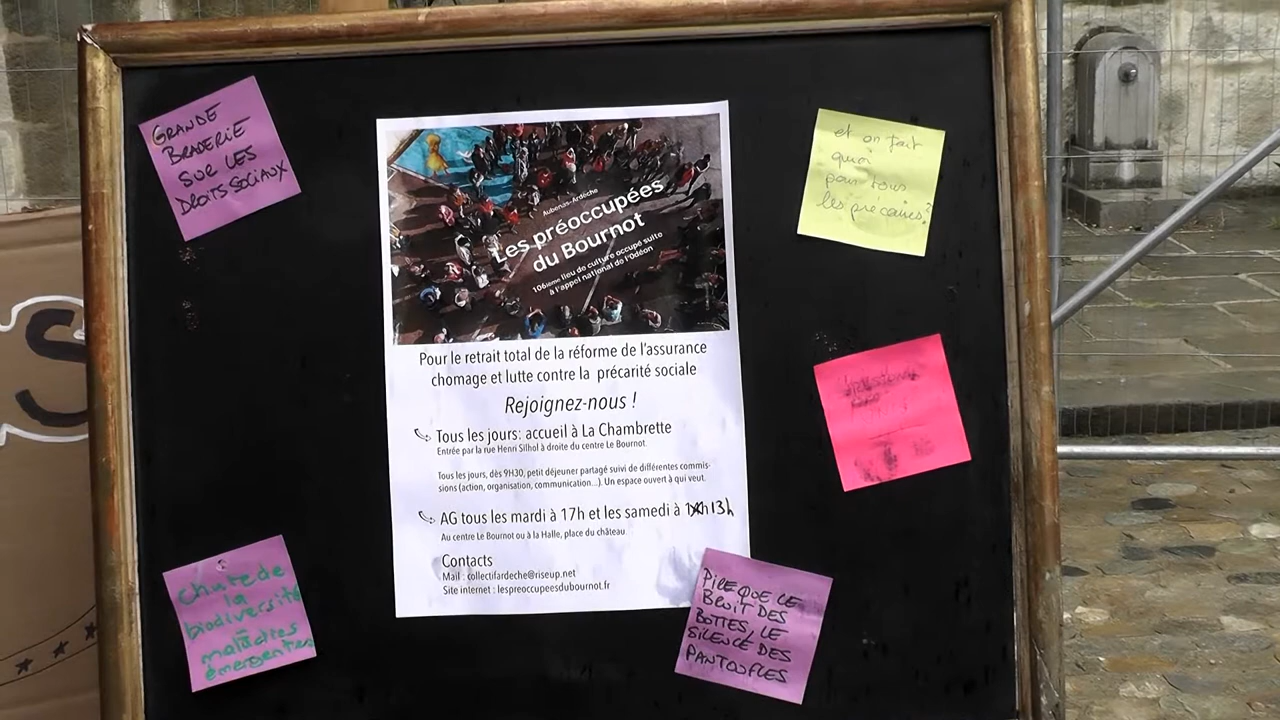 GRANDE
BRADERIE
SUR LES
DROITS SOCIAUX
et on fait
quoi
pour tous
les précaires?
Aubenas-Ardèche
Les préoccupées
du Bournot
106ième lieu de culture occupé suite
à l'appel national de l'Odéon
Pour le retrait total de la réforme de l'assurance
chomage et lutte contre la précarité sociale
Rejoignez-nous !
Tous les jours: accueil à La Chambrette
Entrée par la rue Henri Silhol à droite du centre Le Bournot.
Tous les jours, dès 9H30, petit déjeuner partagé suivi de différentes commis-
sions (action, organisation, communication...). Un espace ouvert à qui veut.
AG tous les mardi à 17h et les samedi à 13h
Au centre Le Bournot ou à la Halle, place du château.
Contacts
Mail : collectifardeche@riseup.net
Site internet : lespreoccupeesdubournot.fr
Chute de
la
biodiversité
=
maladies
émergentes
PIRE QUE LE
BRUIT DES
BOTTES, LE
SILENCE DES
PANTOUFLES
S